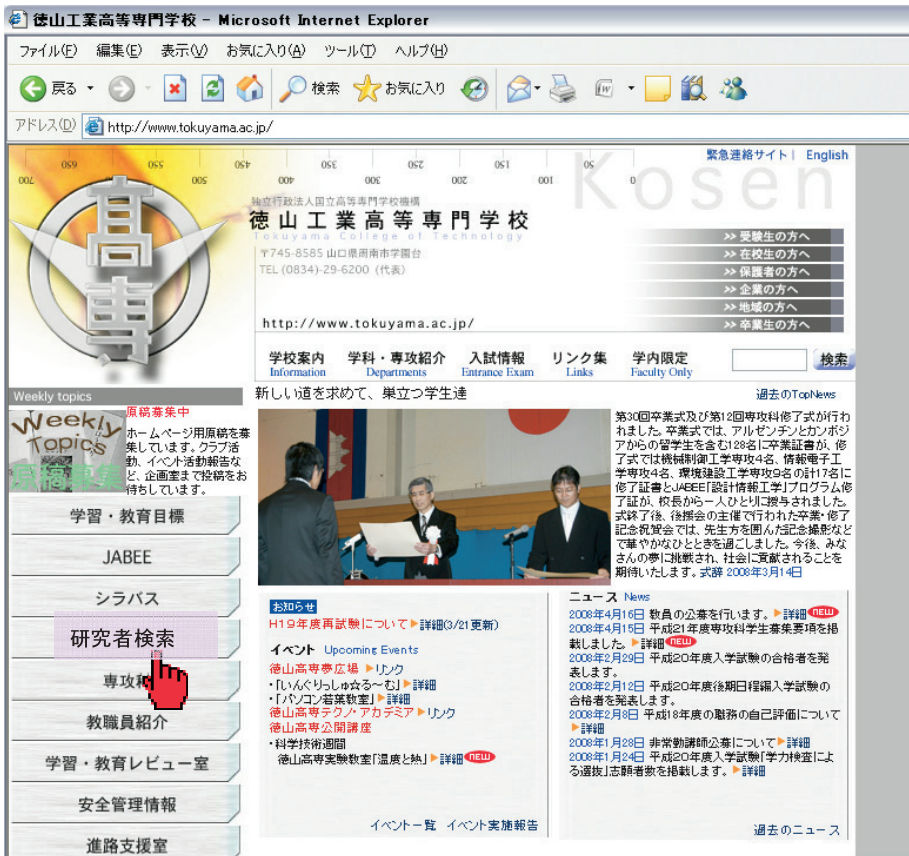 徳山工業高等専門学校 - Microsoft Internet Explorer
ファイル(F) 編集(E) 表示(V) お気に入り(A) ツール(T) ヘルプ(H)
戻る 検索 お気に入り
アドレス(D) http://www.tokuyama.ac.jp/
緊急連絡サイト | English
700 650 600 550 500 450 400 350 300 250 200 150 100 50 0
Kosen
高専
独立行政法人国立高等専門学校機構
徳山工業高等専門学校
Tokuyama College of Technology
〒745-8585 山口県周南市学園台
TEL (0834)-29-6200 (代表)
http://www.tokuyama.ac.jp/
>> 受験生の方へ
>> 在校生の方へ
>> 保護者の方へ
>> 企業の方へ
>> 地域の方へ
>> 卒業生の方へ
学校案内 学科・専攻紹介 入試情報 リンク集 学内限定 検索
Information Departments Entrance Exam Links Faculty Only
Weekly topics
Weekly Topics 原稿募集
原稿募集中
ホームページ用原稿を募
集しています。クラブ活
動、イベント活動報告な
ど、企画室まで投稿をお
待ちしています。
学習・教育目標
JABEE
シラバス
研究者検索
専攻科
教職員紹介
学習・教育レビュー室
安全管理情報
進路支援室
新しい道を求めて、巣立つ学生達
過去のTopNews
第30回卒業式及び第12回専攻科修了式が行わ
れました。卒業式では、アルゼンチンとカンボジ
アからの留学生を含む128名に卒業証書が、修
了式では機械制御工学専攻4名、情報電子工
学専攻4名、環境建設工学専攻9名の計17名に
修了証書とJABEE「設計情報工学」プログラム修
了証が、校長から一人ひとりに授与されました。
式終了後、後援会の主催で行われた卒業・修了
記念祝賀会では、先生方を囲んだ記念撮影など
で華やかなひとときを過ごしました。今後、みな
さんの夢に挑戦され、社会に貢献されることを
期待いたします。式辞 2008年3月14日
お知らせ
H19年度再試験について▶詳細(3/21更新)
イベント Upcoming Events
徳山高専夢広場 ▶リンク
・「いんぐりっしゅ☆る～む」▶詳細
・「パソコン若葉教室」▶詳細
徳山高専テクノ・アカデミア▶リンク
徳山高専公開講座
・科学技術週間
徳山高専実験教室「温度と熱」▶詳細 NEW
イベント一覧 イベント実施報告
ニュース News
2008年4月16日 教員の公募を行います。▶詳細 NEW
2008年4月15日 平成21年度専攻科学生募集要項を掲
載しました。▶詳細 NEW
2008年2月29日 平成20年度入学試験の合格者を発
表します。
2008年2月12日 平成20年度後期日程編入学試験の
合格者を発表します。
2008年2月8日 平成18年度の職務の自己評価について
▶詳細
2008年1月28日 非常勤講師公募について▶詳細
2008年1月24日 平成20年度入学試験「学力検査によ
る選抜」志願者数を掲載します。▶詳細
過去のニュース